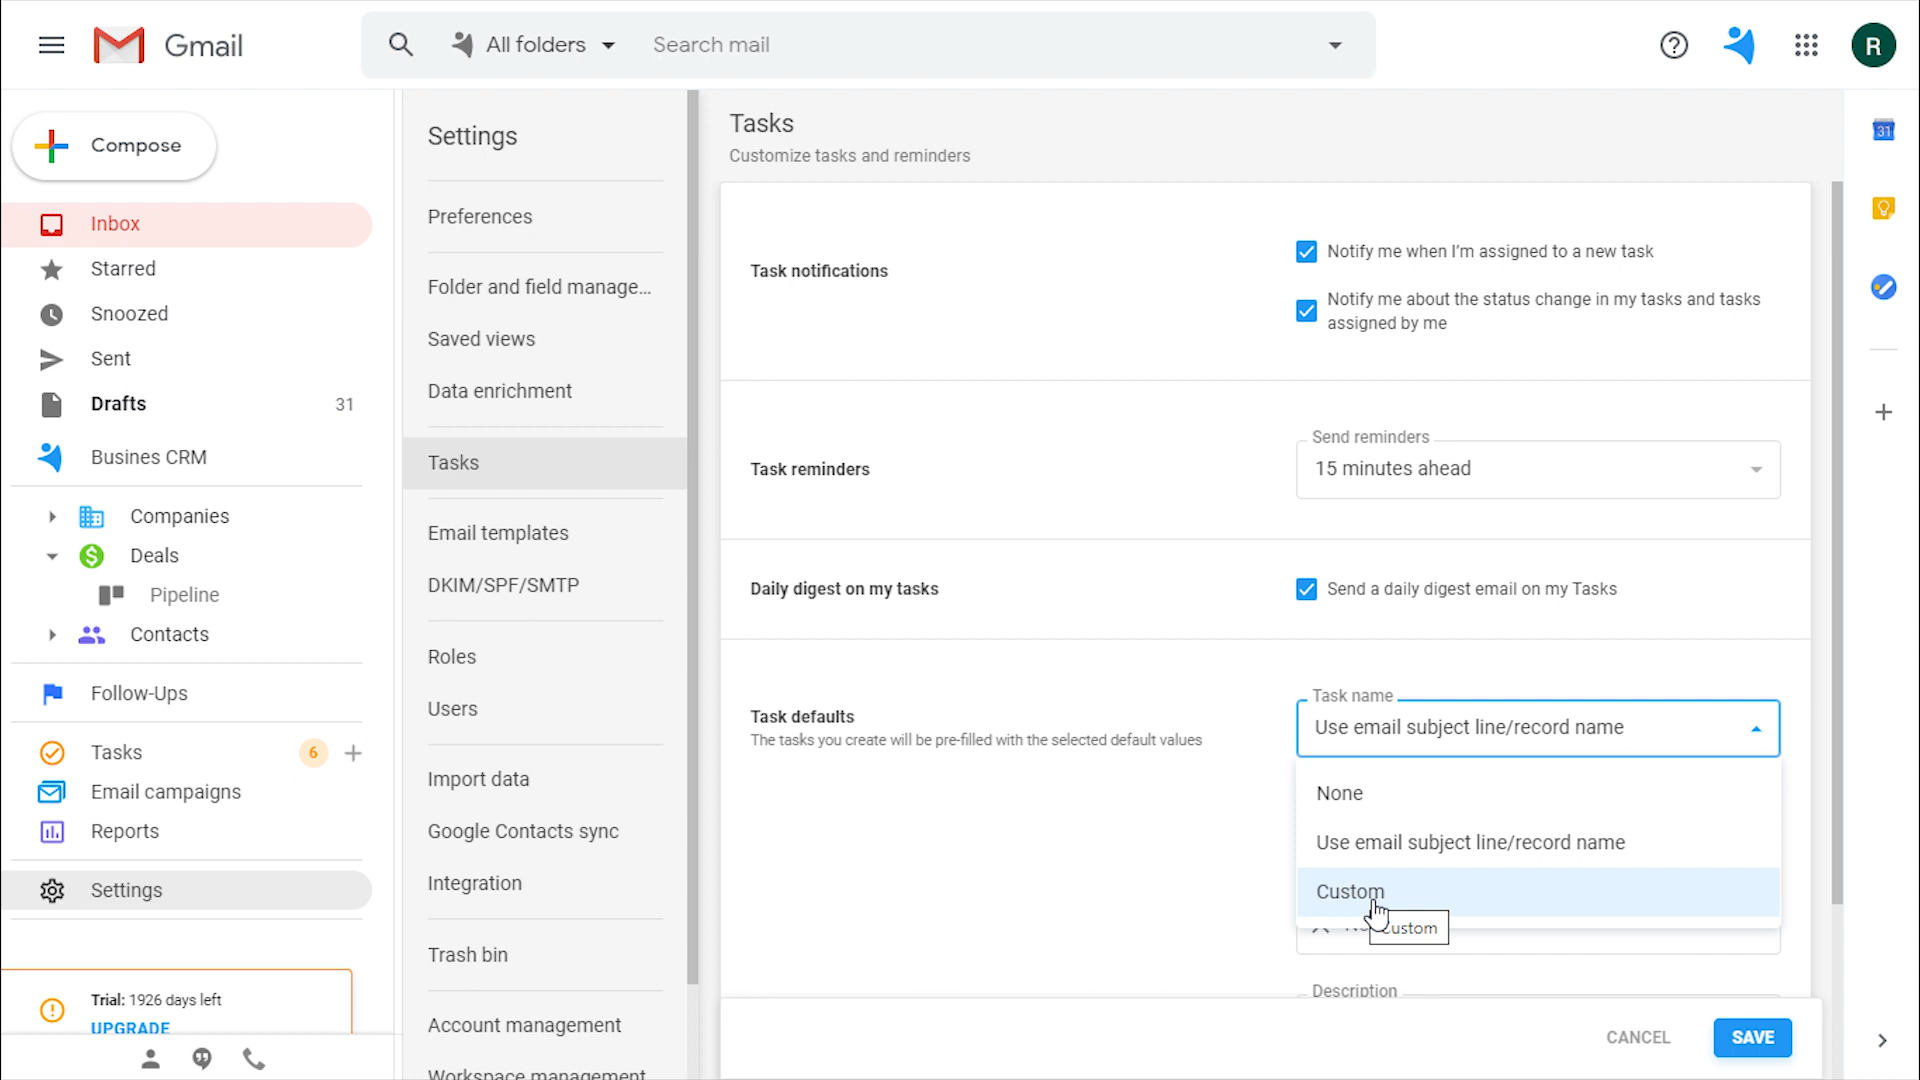 Gmail
All folders
Search mail
R
Compose
Inbox
Starred
Snoozed
Sent
Drafts 31
Busines CRM
Companies
Deals
Pipeline
Contacts
Follow-Ups
Tasks 6
Email campaigns
Reports
Settings
Trial: 1926 days left
UPGRADE
Settings
Preferences
Folder and field manage...
Saved views
Data enrichment
Tasks
Email templates
DKIM/SPF/SMTP
Roles
Users
Import data
Google Contacts sync
Integration
Trash bin
Account management
Workspace management
Tasks
Customize tasks and reminders
Task notifications
Notify me when I'm assigned to a new task
Notify me about the status change in my tasks and tasks
assigned by me
Task reminders
Send reminders
15 minutes ahead
Daily digest on my tasks
Send a daily digest email on my Tasks
Task defaults
The tasks you create will be pre-filled with the selected default values
Task name
Use email subject line/record name
None
Use email subject line/record name
Custom
Custom
Description
CANCEL
SAVE
31